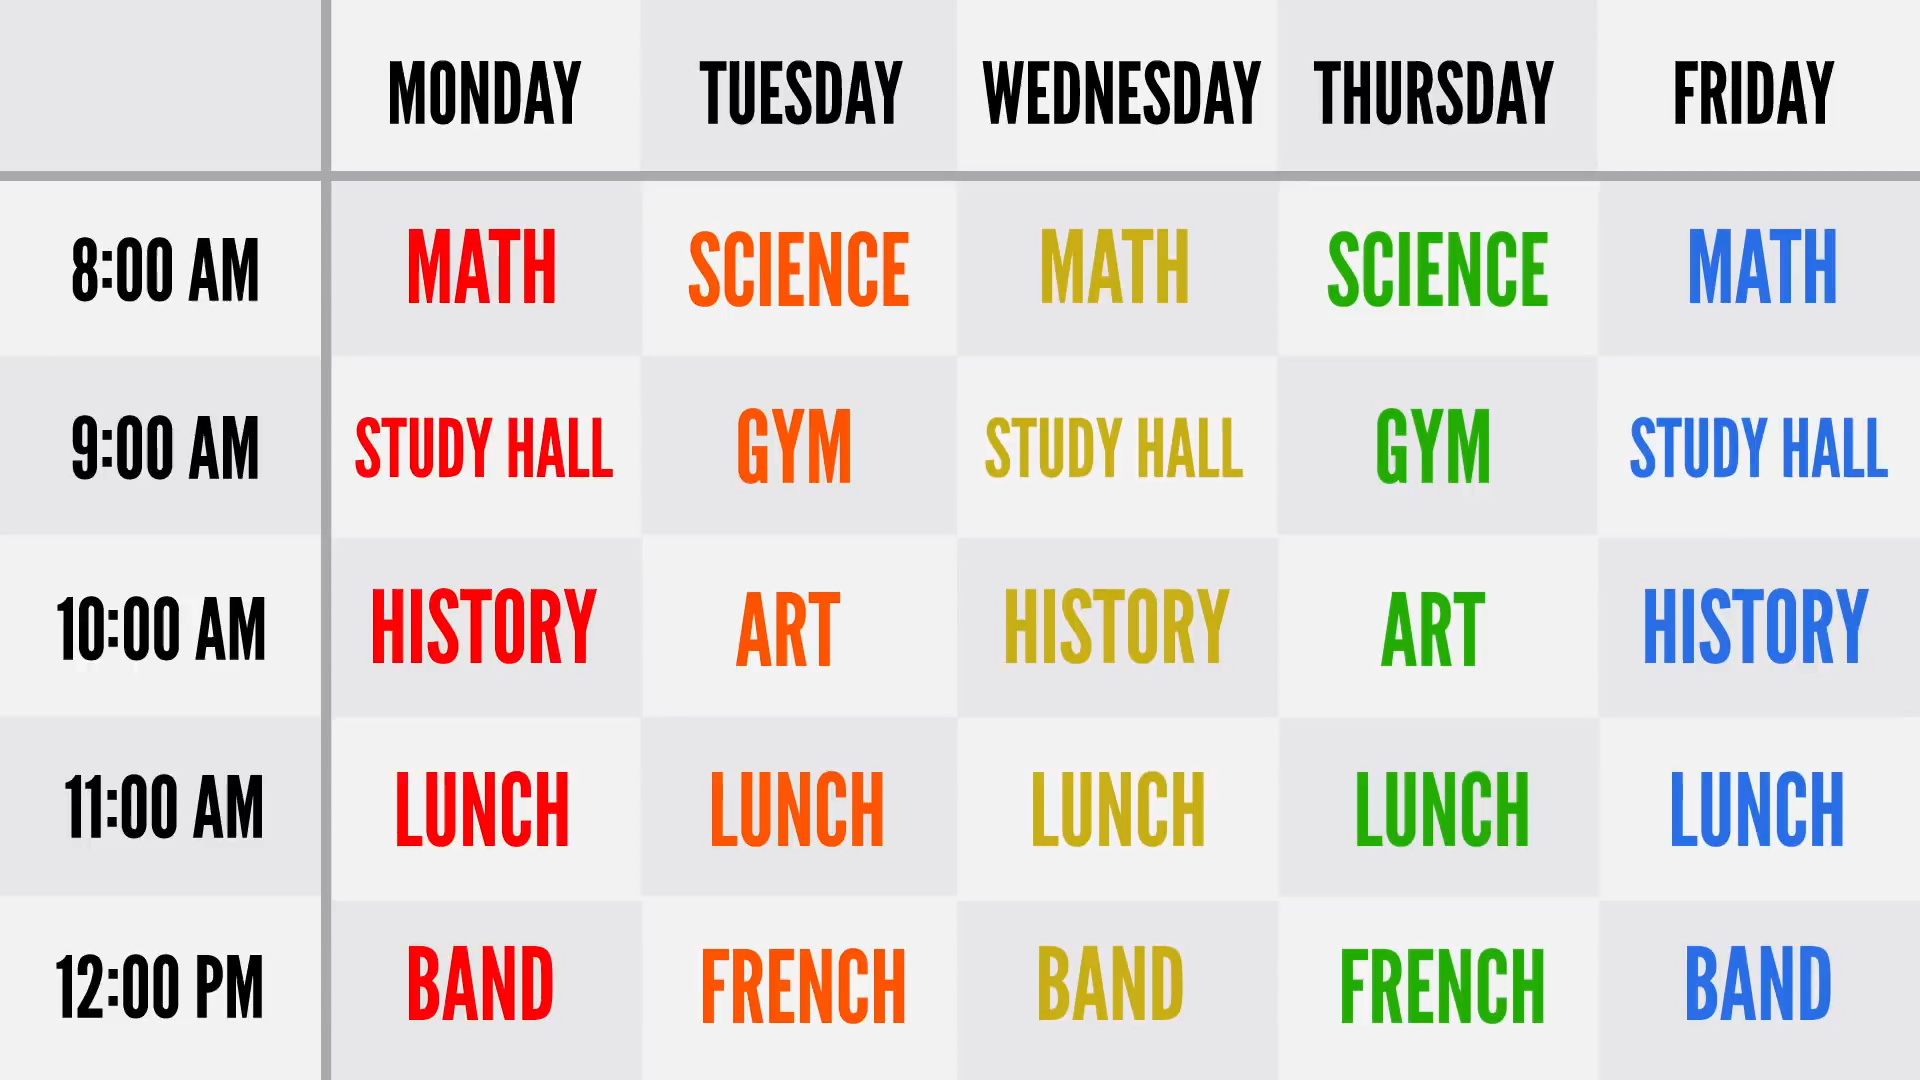 MONDAY TUESDAY WEDNESDAY THURSDAY FRIDAY
8:00 AM MATH SCIENCE MATH SCIENCE MATH
9:00 AM STUDY HALL GYM STUDY HALL GYM STUDY HALL
10:00 AM HISTORY ART HISTORY ART HISTORY
11:00 AM LUNCH LUNCH LUNCH LUNCH LUNCH
12:00 PM BAND FRENCH BAND FRENCH BAND